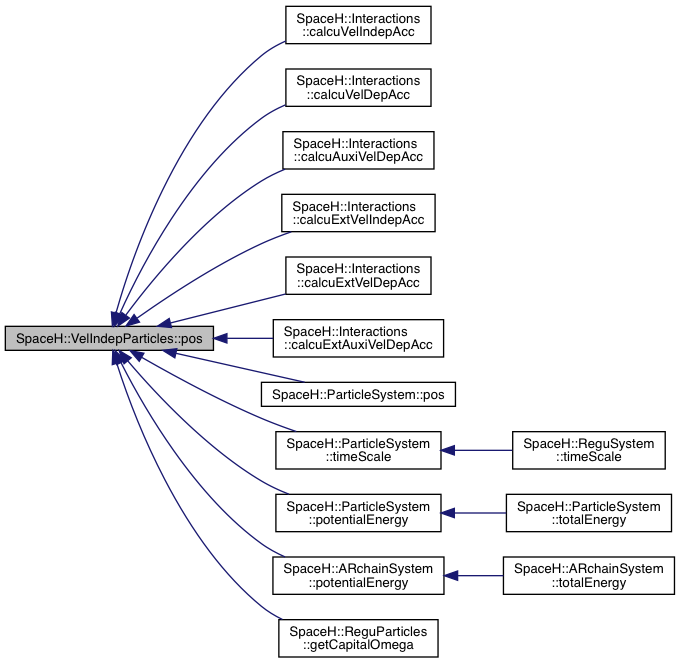 SpaceH::Interactions
::calcuVelIndepAcc
SpaceH::Interactions
::calcuVelDepAcc
SpaceH::Interactions
::calcuAuxiVelDepAcc
SpaceH::Interactions
::calcuExtVelIndepAcc
SpaceH::Interactions
::calcuExtVelDepAcc
SpaceH::VelIndepParticles::pos
SpaceH::Interactions
::calcuExtAuxiVelDepAcc
SpaceH::ParticleSystem::pos
SpaceH::ParticleSystem
::timeScale
SpaceH::ReguSystem
::timeScale
SpaceH::ParticleSystem
::potentialEnergy
SpaceH::ParticleSystem
::totalEnergy
SpaceH::ARchainSystem
::potentialEnergy
SpaceH::ARchainSystem
::totalEnergy
SpaceH::ReguParticles
::getCapitalOmega